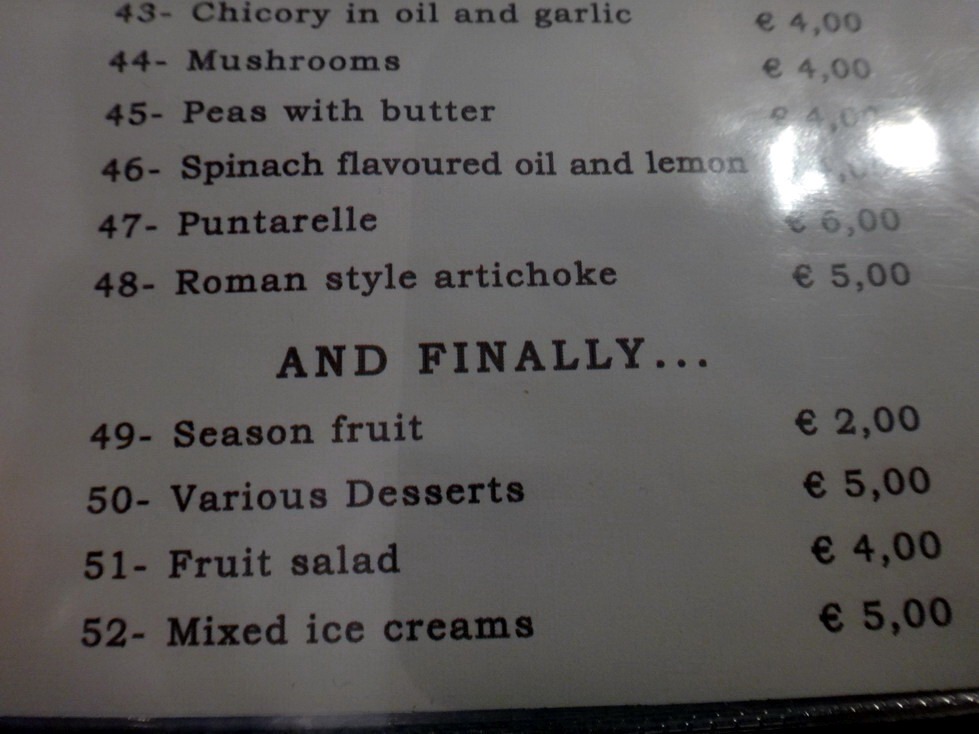 43- Chicory in oil and garlic € 4,00
44- Mushrooms € 4,00
45- Peas with butter € 4,00
46- Spinach flavoured oil and lemon
47- Puntarelle € 6,00
48- Roman style artichoke € 5,00
AND FINALLY...
49- Season fruit € 2,00
50- Various Desserts € 5,00
51- Fruit salad € 4,00
52- Mixed ice creams € 5,00